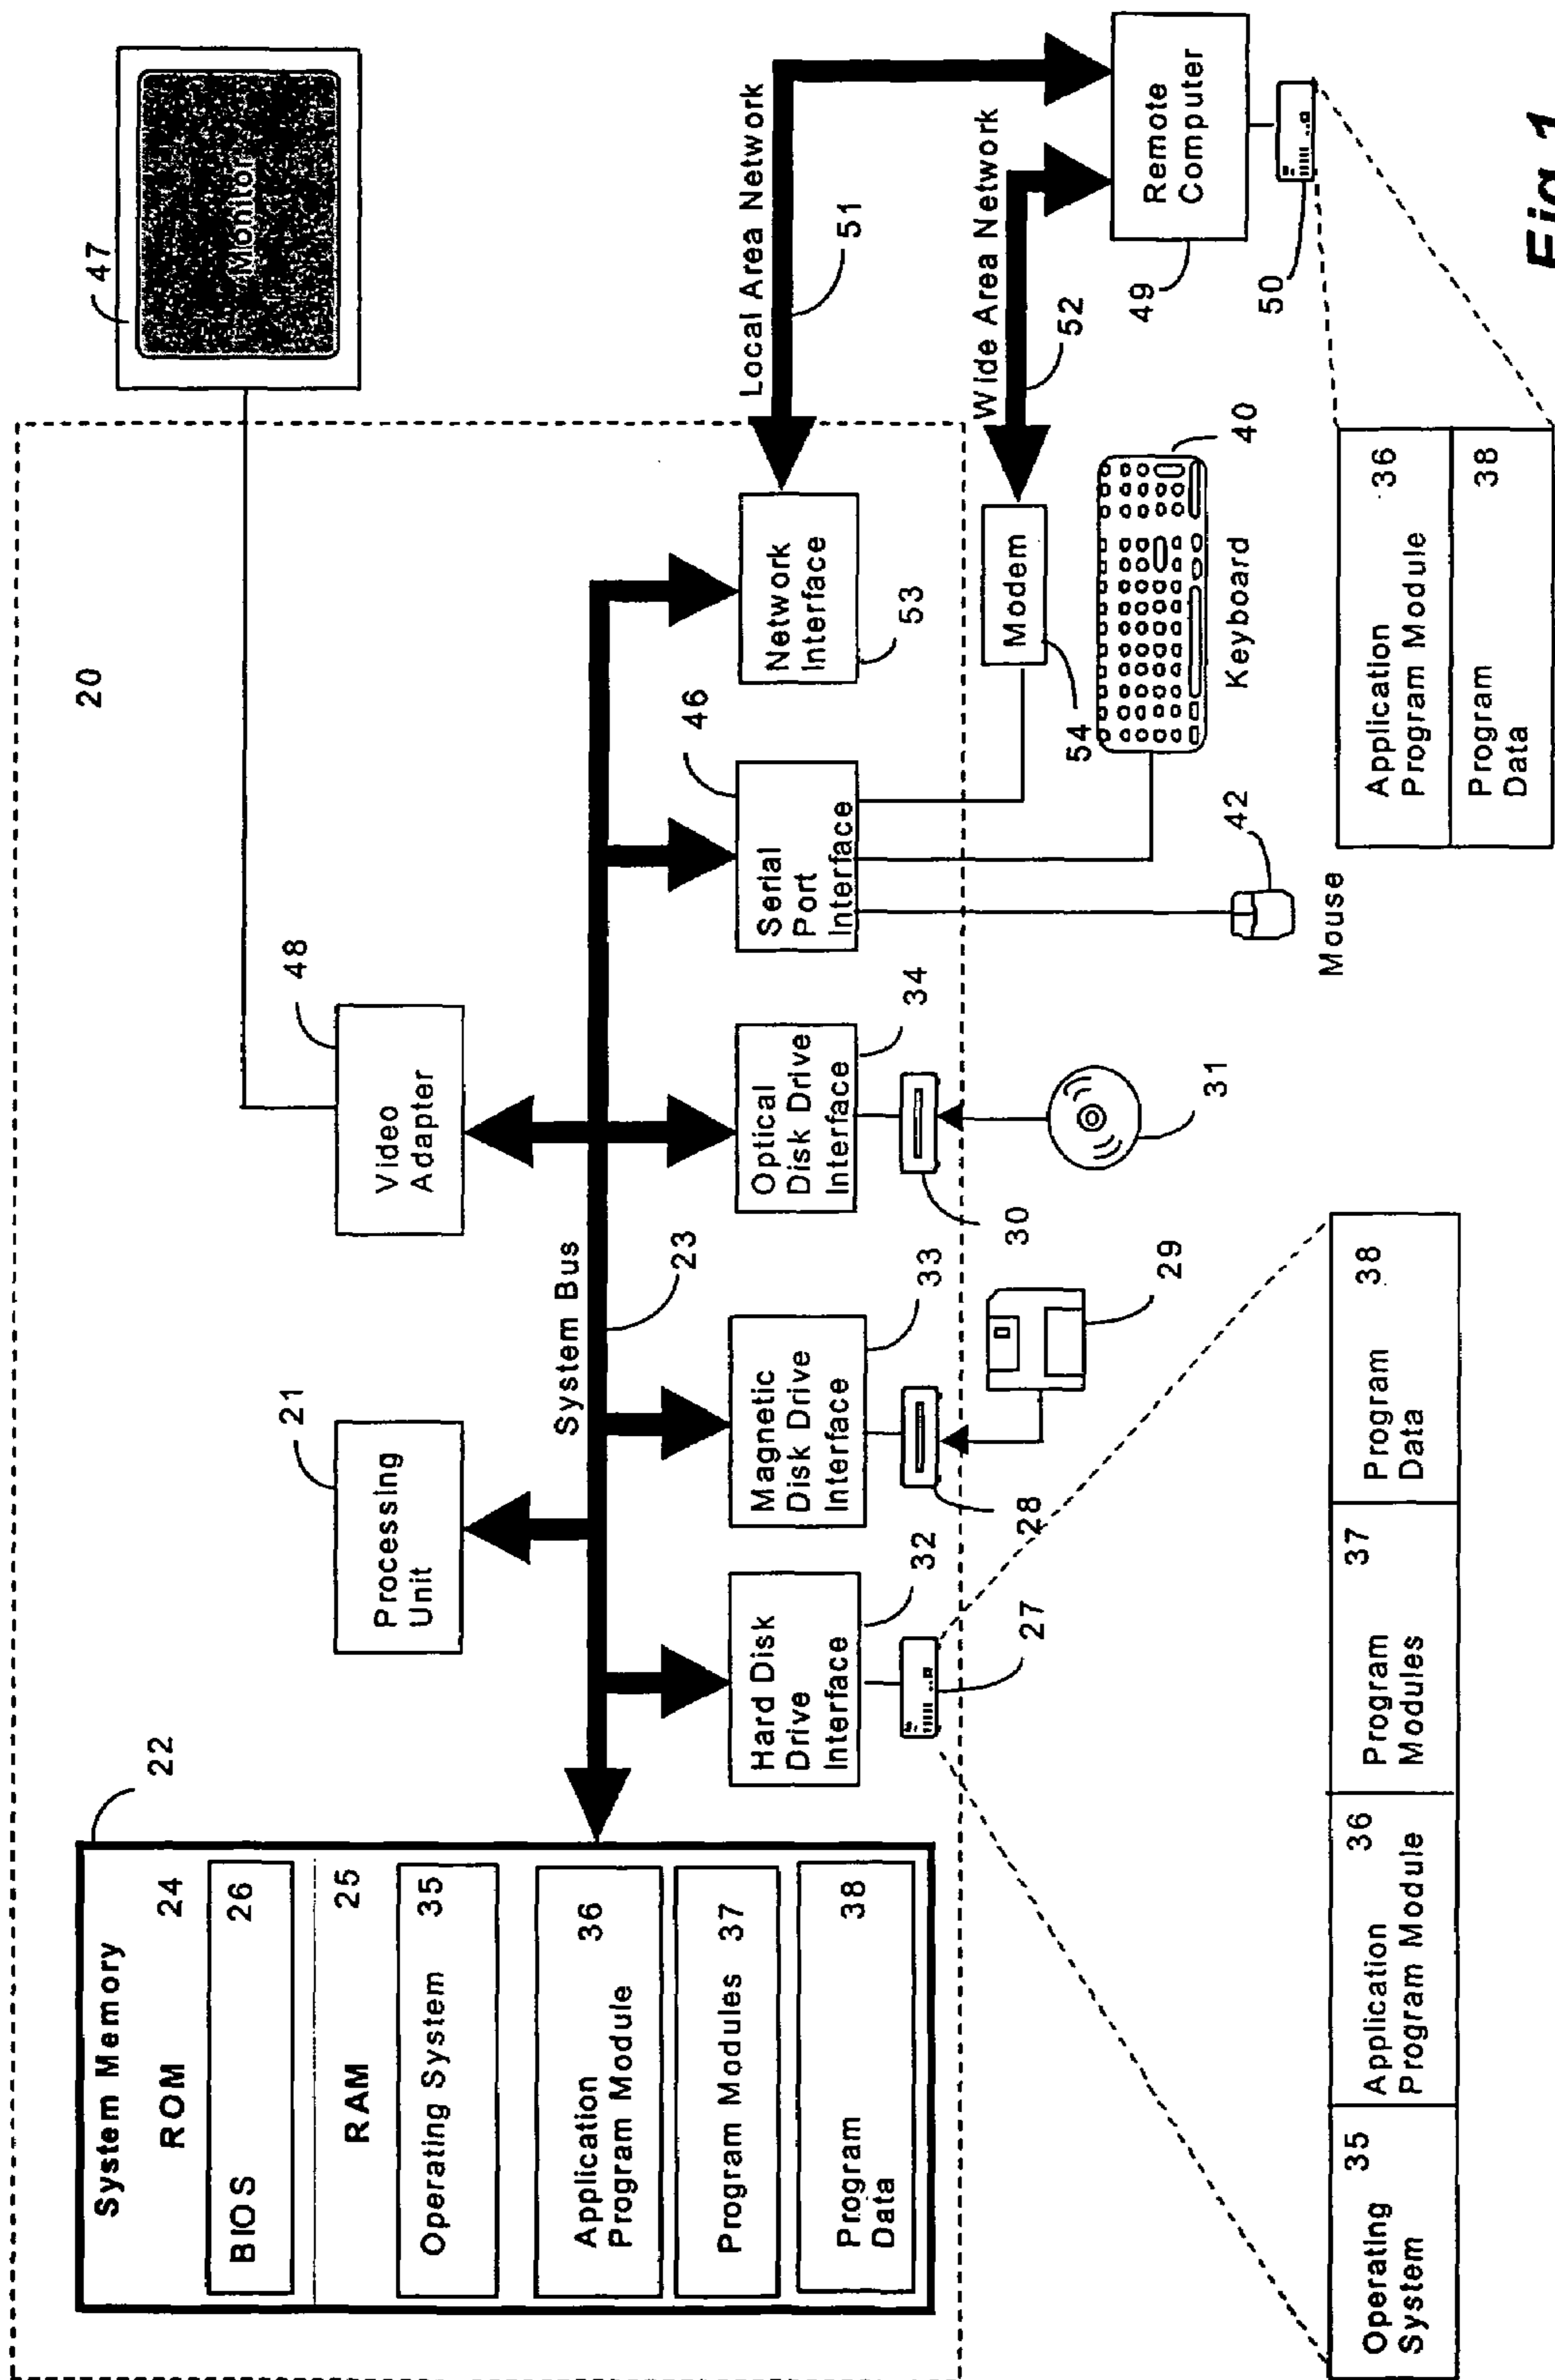 20
System Memory
22
ROM 24
BIOS 26
RAM 25
Operating System 35
Application
Program Module 36
Program Modules 37
Program
Data 38
Processing
Unit
21
Video
Adapter
48
47
Monitor
System Bus
23
Hard Disk
Drive
Interface
32
27
Magnetic
Disk Drive
Interface
33
28
29
Optical
Disk Drive
Interface
34
30
31
Serial
Port
Interface
46
Network
Interface
53
Local Area Network
51
Wide Area Network
52
Modem
54
40
Keyboard
42
Mouse
Remote
Computer
49
50
Operating
System
35
Application
Program Module
36
Program
Modules
37
Program
Data
38
Application
Program Module
36
Program
Data
38
Fig.1